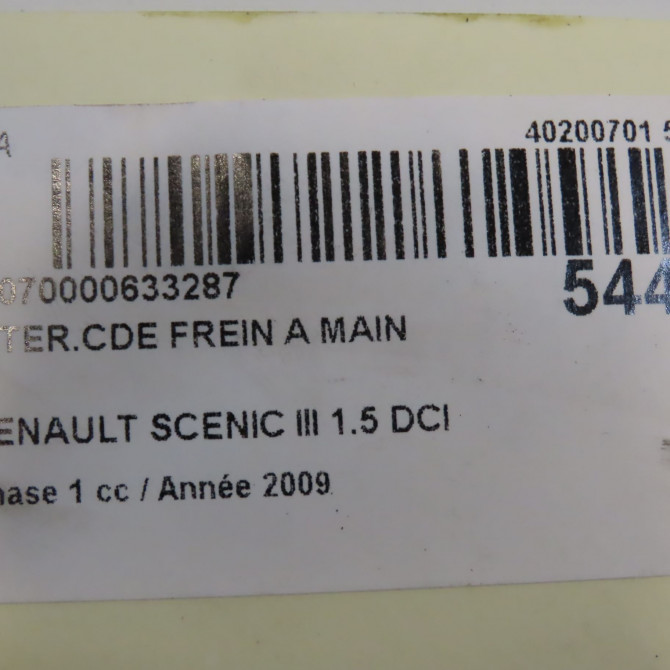 A
40200701 5
070000633287
544
TER.CDE FREIN A MAIN
ENAULT SCENIC III 1.5 DCI
hase 1 cc / Année 2009